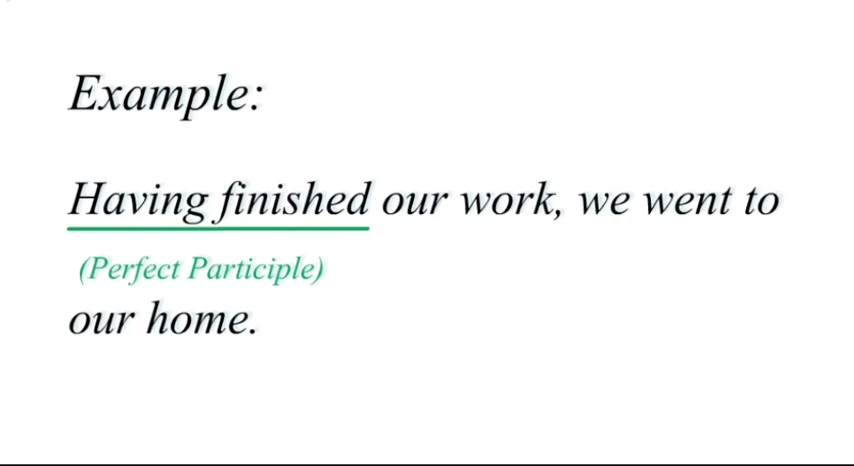 Example:
Having finished our work, we went to
(Perfect Participle)
our home.